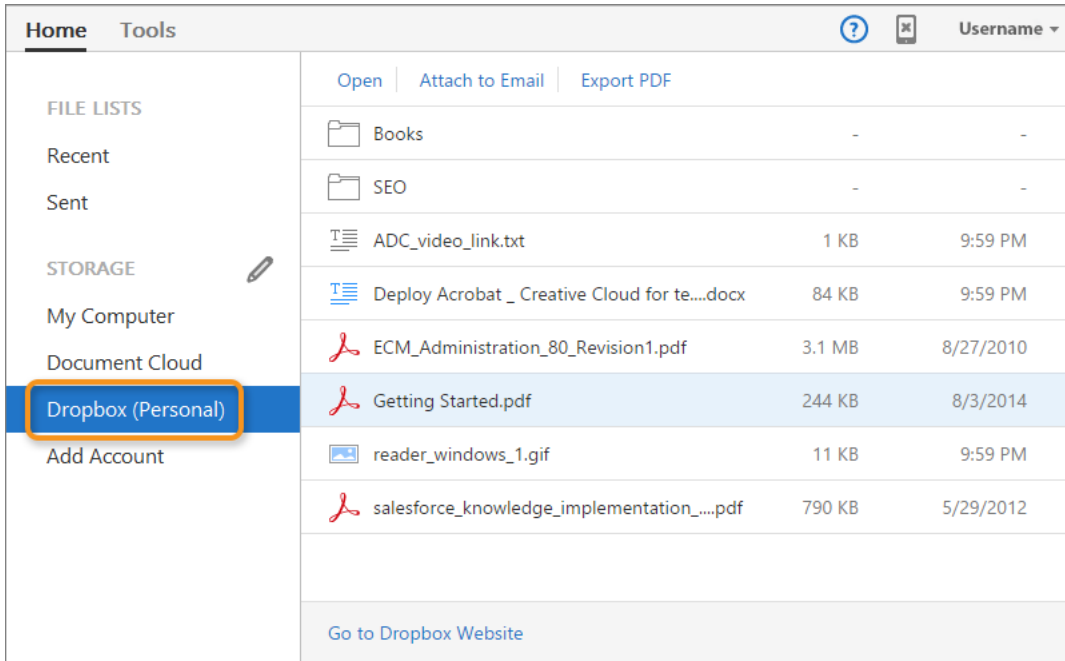 Home Tools ? Username
Open Attach to Email Export PDF
FILE LISTS
Recent
Sent
STORAGE
My Computer
Document Cloud
Dropbox (Personal)
Add Account
Books - -
SEO - -
ADC_video_link.txt 1 KB 9:59 PM
Deploy Acrobat _ Creative Cloud for te....docx 84 KB 9:59 PM
ECM_Administration_80_Revision1.pdf 3.1 MB 8/27/2010
Getting Started.pdf 244 KB 8/3/2014
reader_windows_1.gif 11 KB 9:59 PM
salesforce_knowledge_implementation_....pdf 790 KB 5/29/2012
Go to Dropbox Website